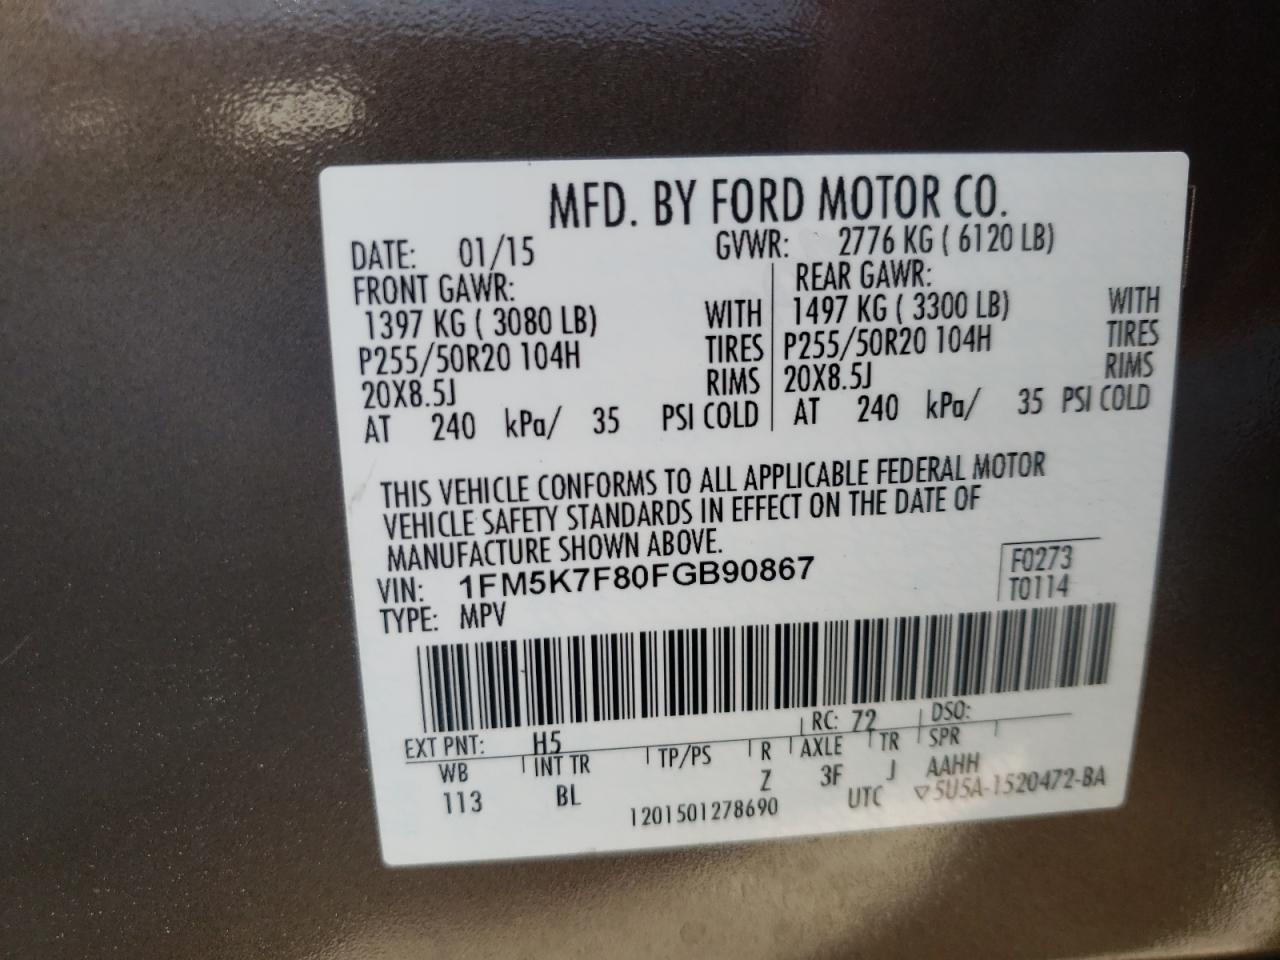 MFD. BY FORD MOTOR CO.
DATE: 01/15 GVWR: 2776 KG ( 6120 LB)
FRONT GAWR: REAR GAWR:
1397 KG ( 3080 LB) WITH 1497 KG ( 3300 LB) WITH
P255/50R20 104H TIRES P255/50R20 104H TIRES
20X8.5J RIMS 20X8.5J RIMS
AT 240 kPa/ 35 PSI COLD AT 240 kPa/ 35 PSI COLD
THIS VEHICLE CONFORMS TO ALL APPLICABLE FEDERAL MOTOR
VEHICLE SAFETY STANDARDS IN EFFECT ON THE DATE OF
MANUFACTURE SHOWN ABOVE.
VIN: 1FM5K7F80FGB90867 F0273
TYPE: MPV T0114
EXT PNT: H5 RC: 72 DSO:
WB INT TR TP/PS R AXLE TR SPR
113 BL Z 3F J AAHH
1201501278690 UTC ▽5U5A-1520472-BA